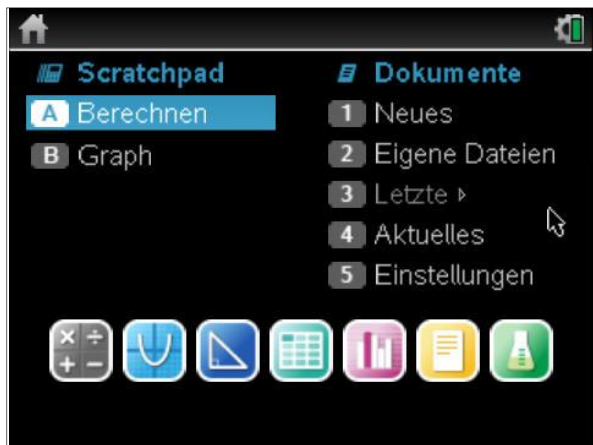 Scratchpad
A Berechnen
B Graph
Dokumente
1 Neues
2 Eigene Dateien
3 Letzte ▹
4 Aktuelles
5 Einstellungen